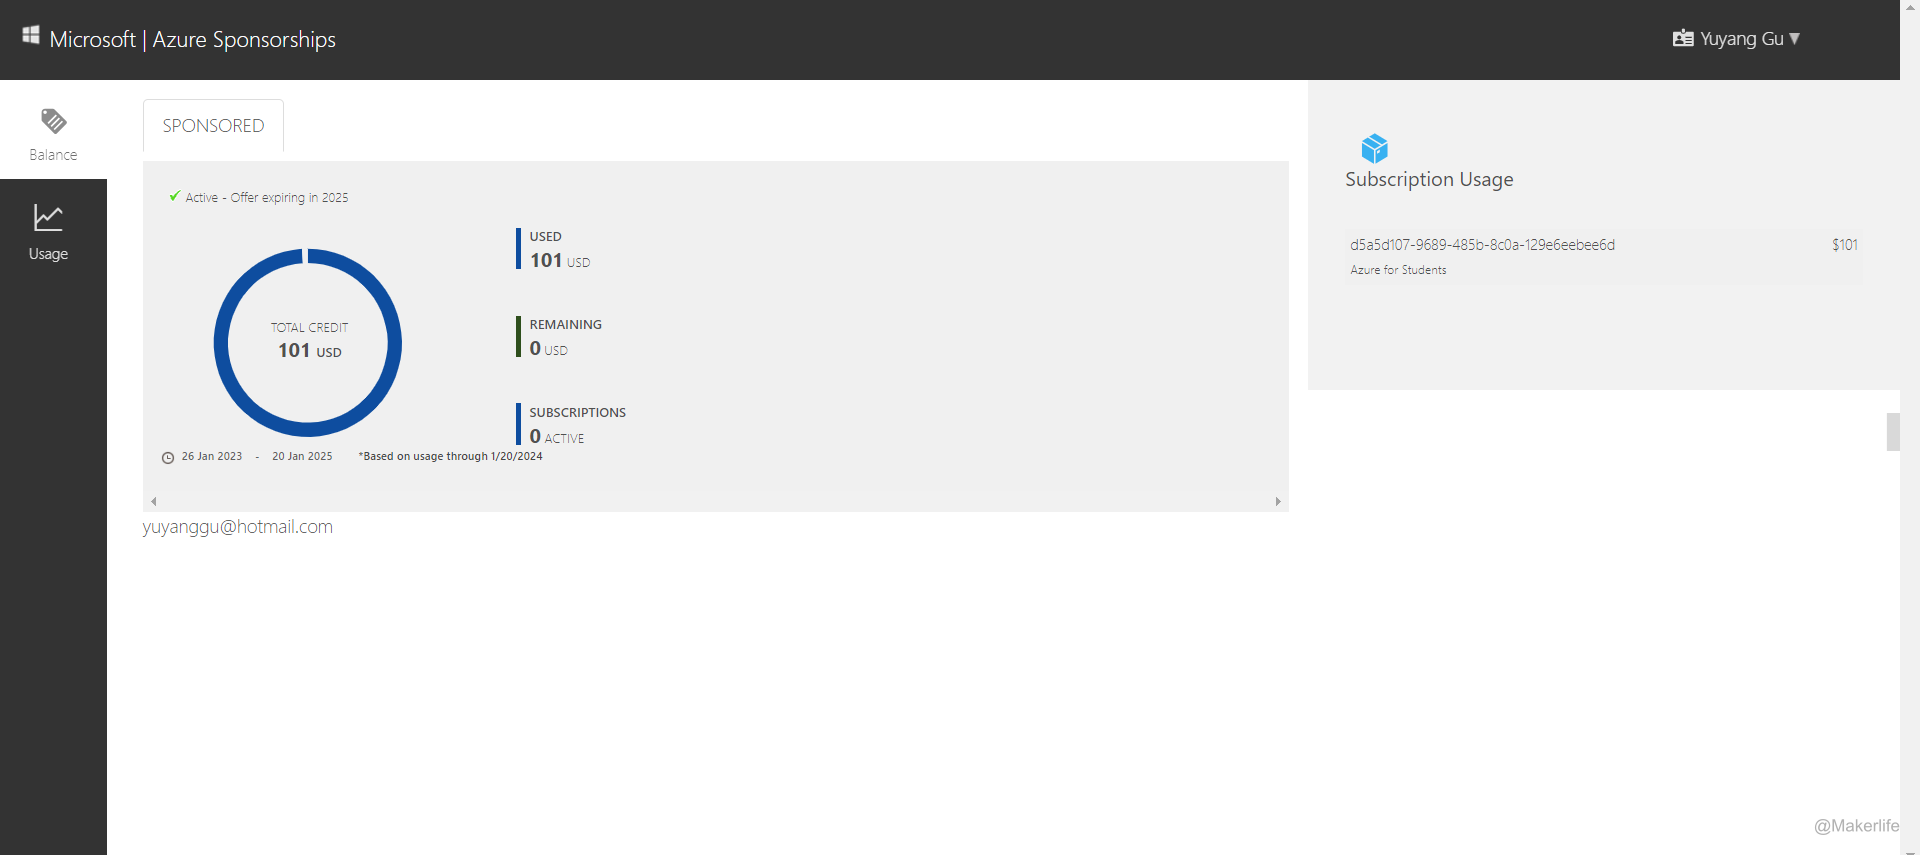 Microsoft | Azure Sponsorships
Yuyang Gu
Balance
Usage
SPONSORED
Active - Offer expiring in 2025
TOTAL CREDIT
101 USD
USED
101 USD
REMAINING
0 USD
SUBSCRIPTIONS
0 ACTIVE
26 Jan 2023 - 20 Jan 2025 *Based on usage through 1/20/2024
yuyanggu@hotmail.com
Subscription Usage
d5a5d107-9689-485b-8c0a-129e6eebee6d $101
Azure for Students
@Makerlife